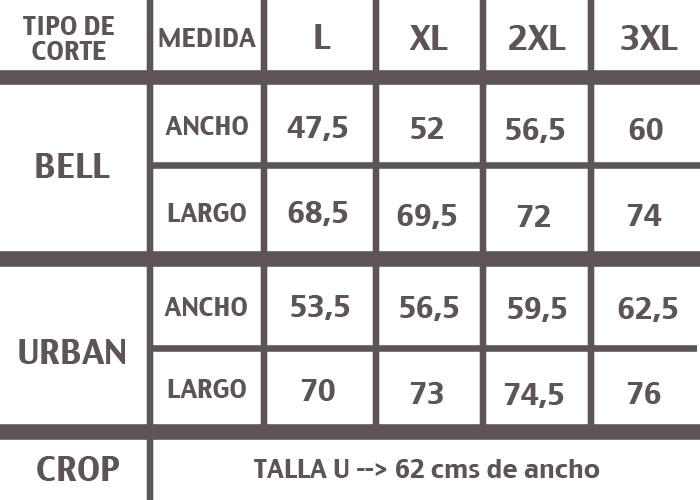 TIPO DE
CORTE
MEDIDA L XL 2XL 3XL
BELL
ANCHO 47,5 52 56,5 60
LARGO 68,5 69,5 72 74
URBAN
ANCHO 53,5 56,5 59,5 62,5
LARGO 70 73 74,5 76
CROP TALLA U --> 62 cms de ancho